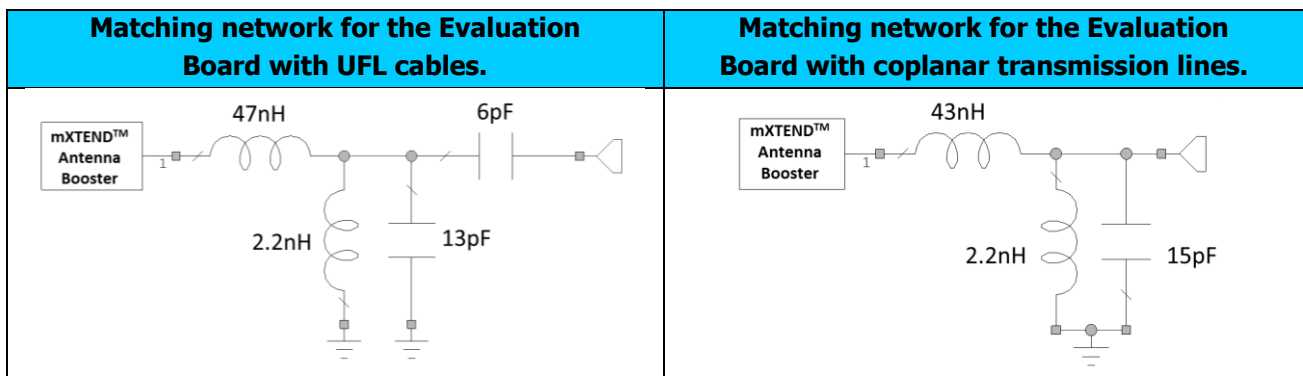 Matching network for the Evaluation
Board with UFL cables.
Matching network for the Evaluation
Board with coplanar transmission lines.
47nH
6pF
mXTEND™
Antenna
Booster
1
2.2nH
13pF
43nH
mXTEND™
Antenna
Booster
1
2.2nH
15pF